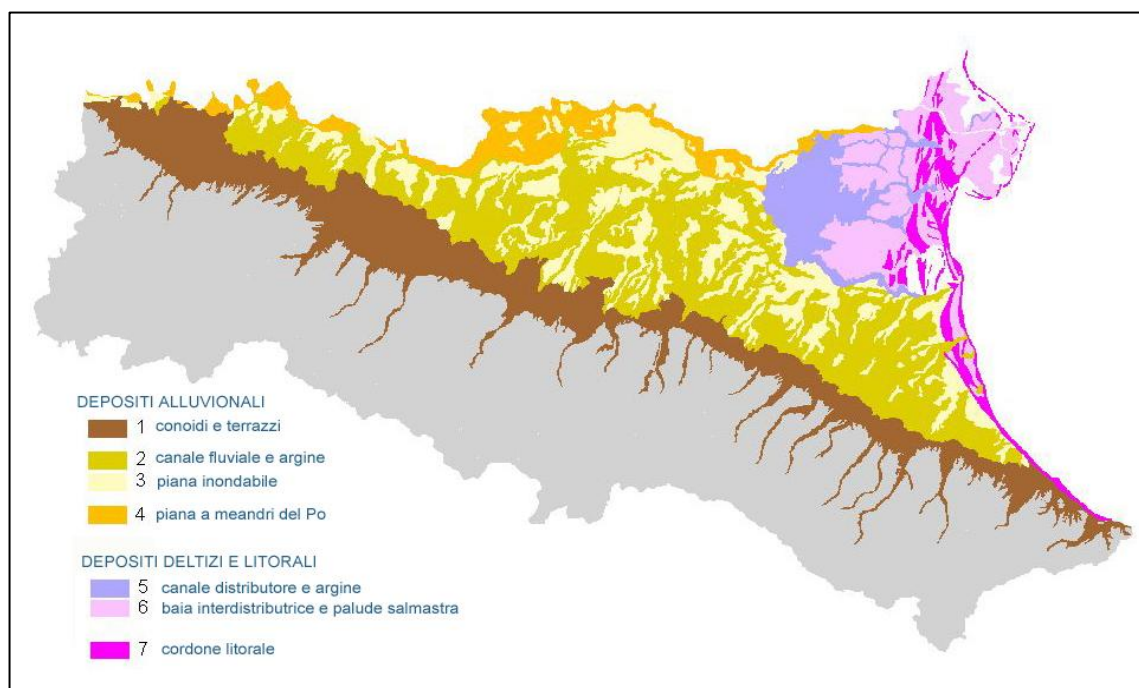 DEPOSITI ALLUVIONALI
1 conoidi e terrazzi
2 canale fluviale e argine
3 piana inondabile
4 piana a meandri del Po
DEPOSITI DELTIZI E LITORALI
5 canale distributore e argine
6 baia interdistributrice e palude salmastra
7 cordone litorale